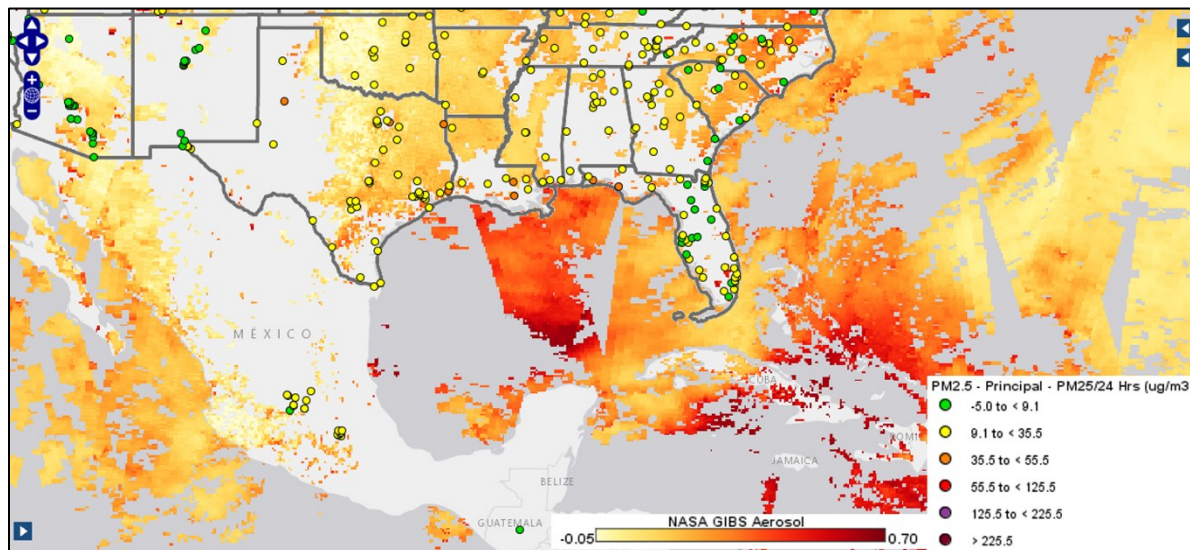 MÉXICO
CUBA
JAMAICA
DOMI
BELIZE
GUATEMALA
PM2.5 - Principal - PM25/24 Hrs (ug/m3
-5.0 to < 9.1
9.1 to < 35.5
35.5 to < 55.5
55.5 to < 125.5
125.5 to < 225.5
> 225.5
NASA GIBS Aerosol
-0.05
0.70